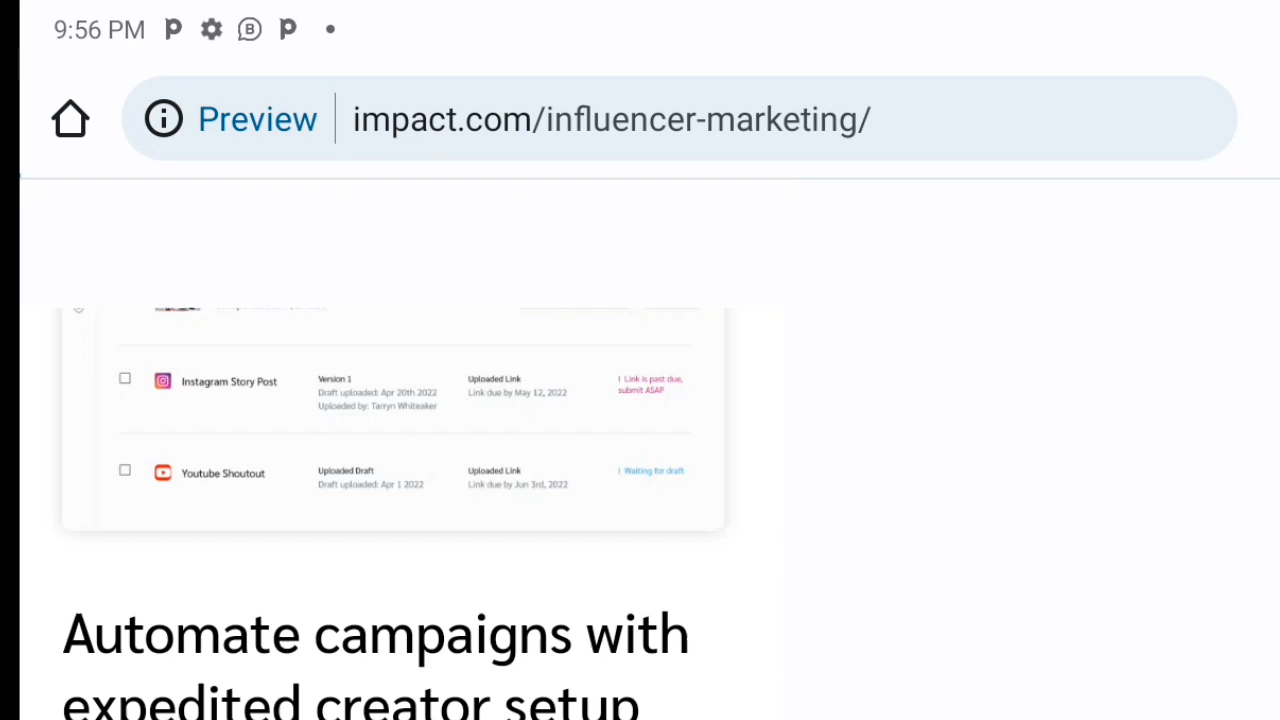 9:56 PM
Preview impact.com/influencer-marketing/
Instagram Story Post
Version 1
Draft uploaded: Apr 20th 2022
Uploaded by: Tarryn Whiteaker
Uploaded Link
Link due by May 12, 2022
! Link is past due,
submit ASAP
Youtube Shoutout
Uploaded Draft
Draft uploaded: Apr 1 2022
Uploaded Link
Link due by Jun 3rd, 2022
! Waiting for draft
Automate campaigns with
expedited creator setup